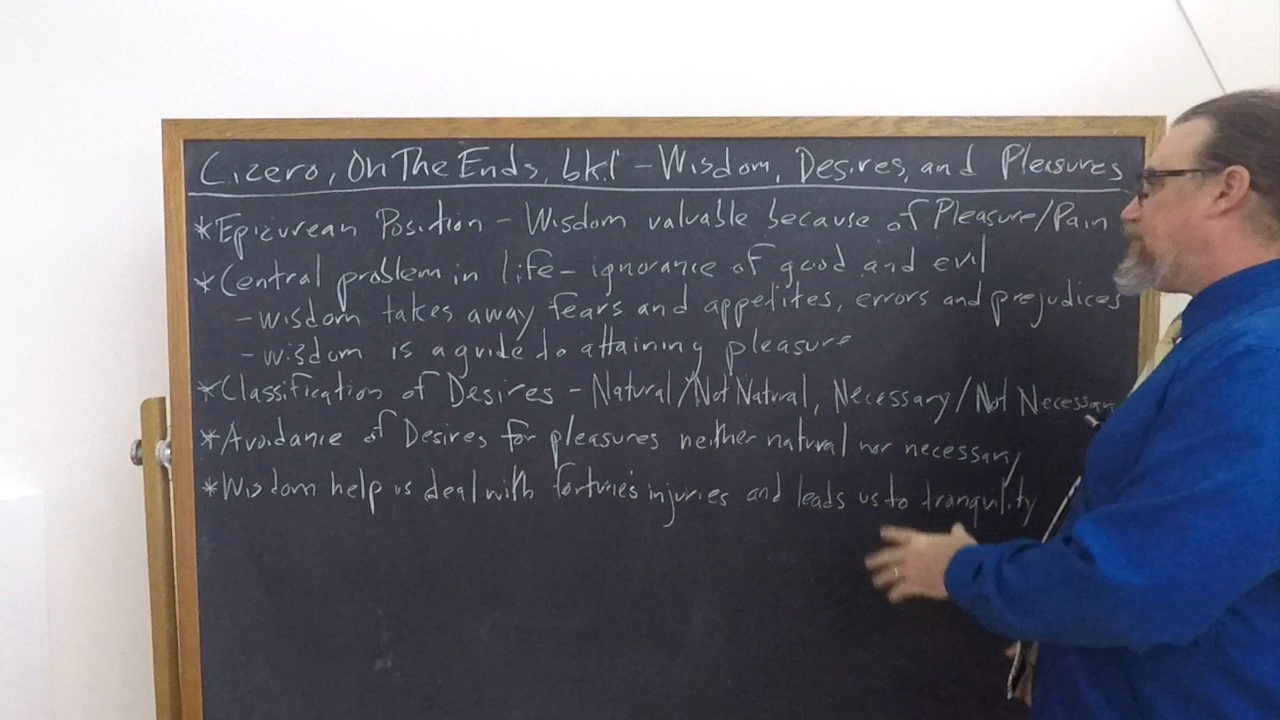 Cicero, On The Ends, bk.1 - Wisdom, Desires, and Pleasures
*Epicurean Position - Wisdom valuable because of Pleasure/Pain
*Central problem in life - ignorance of good and evil
- wisdom takes away fears and appetites, errors and prejudices
- wisdom is a guide to attaining pleasure
*Classification of Desires - Natural/Not Natural, Necessary/Not Necessary
*Avoidance of Desires for pleasures neither natural nor necessary
*Wisdom help us deal with fortune's injuries and leads us to tranquility